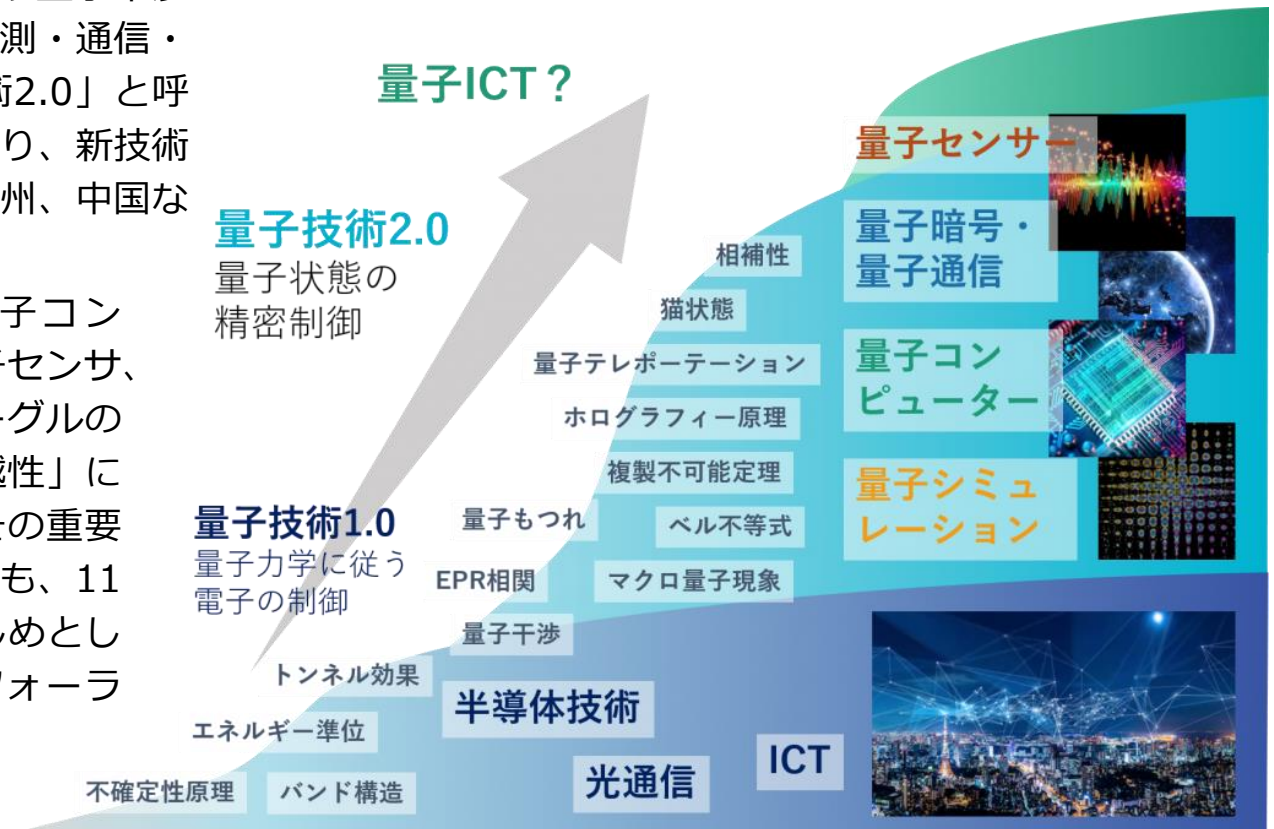 測・通信・
術2.0」と呼
り、新技術
州、中国な
子コン
センサ、
ーグルの
越性」に
の重要
も、11
めとし
フォーラ
量子ICT？
量子技術2.0
量子状態の
精密制御
量子技術1.0
量子力学に従う
電子の制御
相補性
猫状態
量子テレポーテーション
ホログラフィー原理
複製不可能定理
量子もつれ
ベル不等式
EPR相関
マクロ量子現象
量子干渉
トンネル効果
エネルギー準位
不確定性原理
バンド構造
半導体技術
光通信
ICT
量子センサー
量子暗号・
量子通信
量子コン
ピューター
量子シミュ
レーション